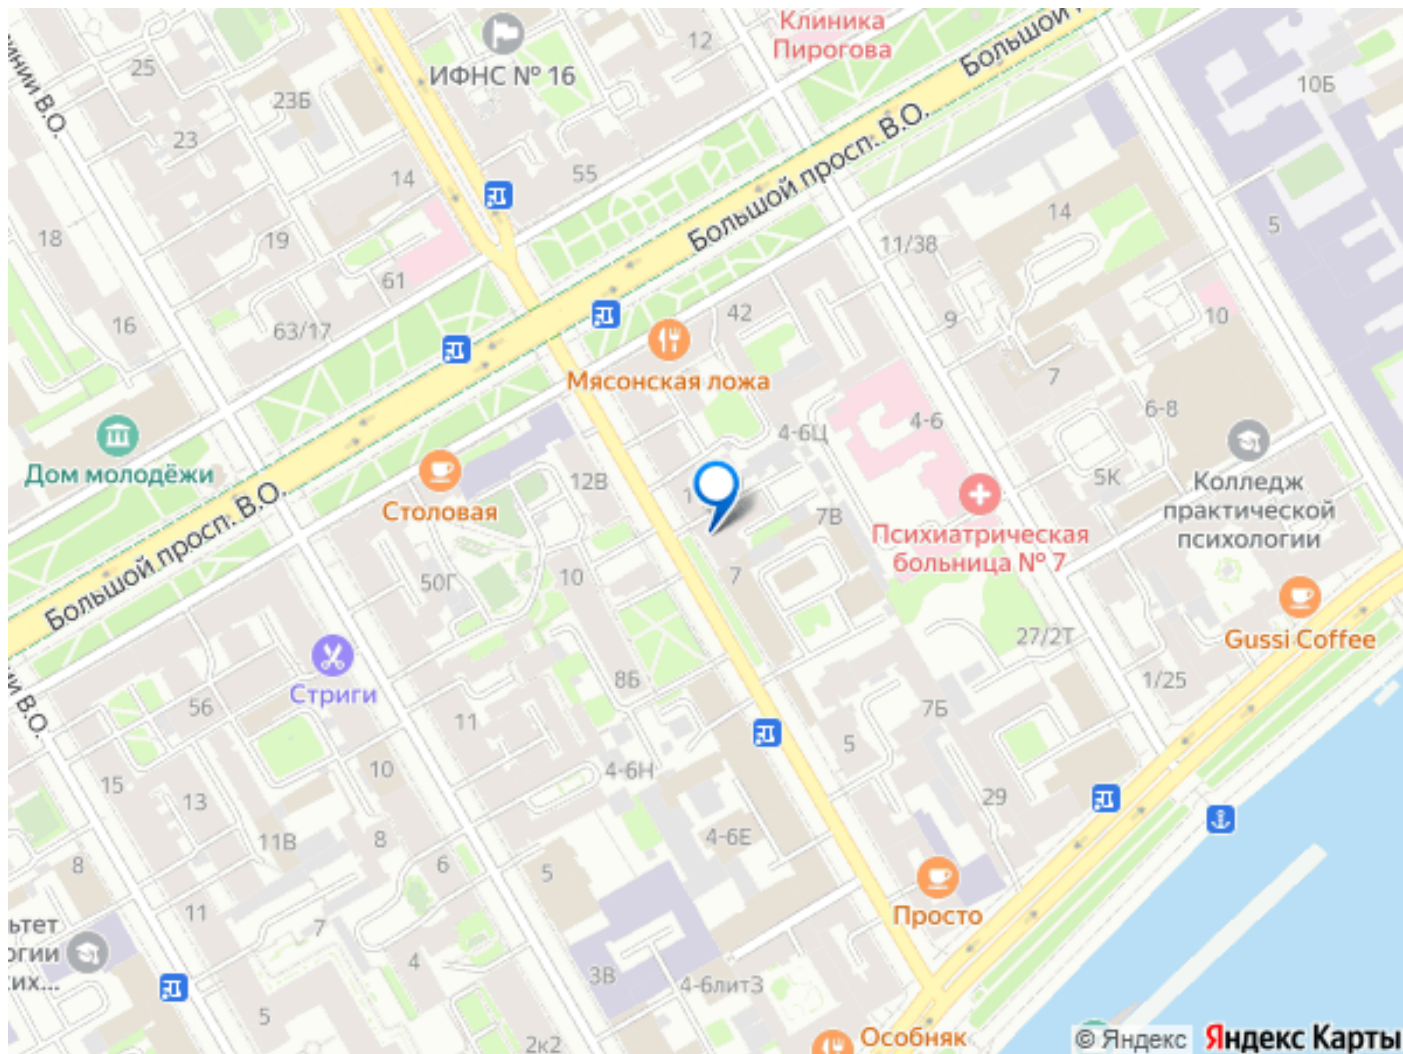 Клиника
Пирогова
Большой
12
ИФНС № 16
25
линии В.О.
23Б
10Б
23
Большой просп. В.О.
14
55
14
18
19
11/38
5
61
16
63/17
42
9
10
Мясонская ложа
7
6-8
4-6
4-6Ц
Дом молодёжи
Столовая
12В
5К
Колледж
практической
психологии
7В
Психиатрическая
больница № 7
Большой просп. В.О.
50Г
10
7
Gussi Coffee
27/2Т
Стриги
8Б
1/25
В.О.
56
11
7Б
5
10
4-6Н
15
13
29
11В
8
4-6Е
6
5
8
Просто
11
7
4
3В
4-6литЗ
5
2к2
Особняк
© Яндекс
Яндекс Карты